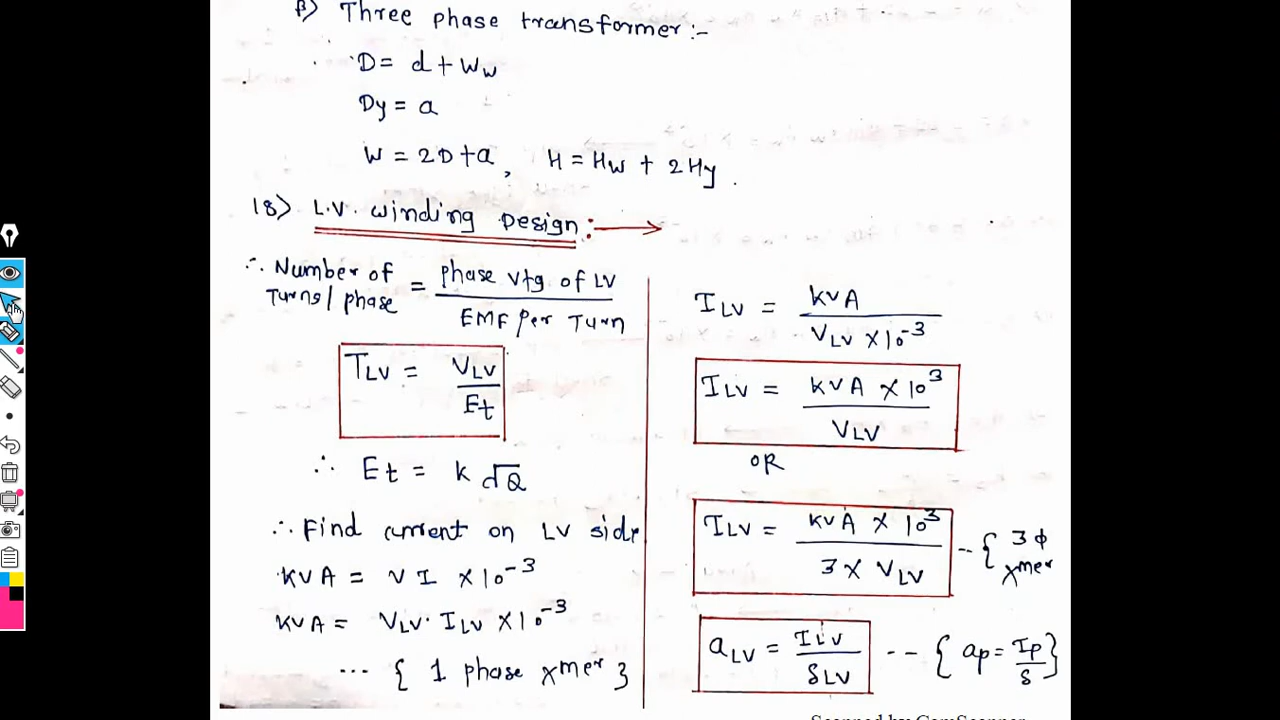 B) Three phase transformer:-
D = d + Ww
Dy = a
W = 2D + a, H = Hw + 2Hy.
18) L.V. winding Design: →
∴ Number of Turns/phase = phase vtg of LV / EMF per Turn
TLV = VLV / Et
∴ Et = K √Q
∴ Find current on LV side
KVA = V I × 10⁻³
KVA = VLV · ILV × 10⁻³
... { 1 phase xmer }
ILV = KVA / VLV × 10⁻³
ILV = KVA × 10³ / VLV
OR
ILV = KVA × 10³ / 3 × VLV -- { 3ϕ xmer
aLV = ILV / δLV -- { ap = Ip / δ }